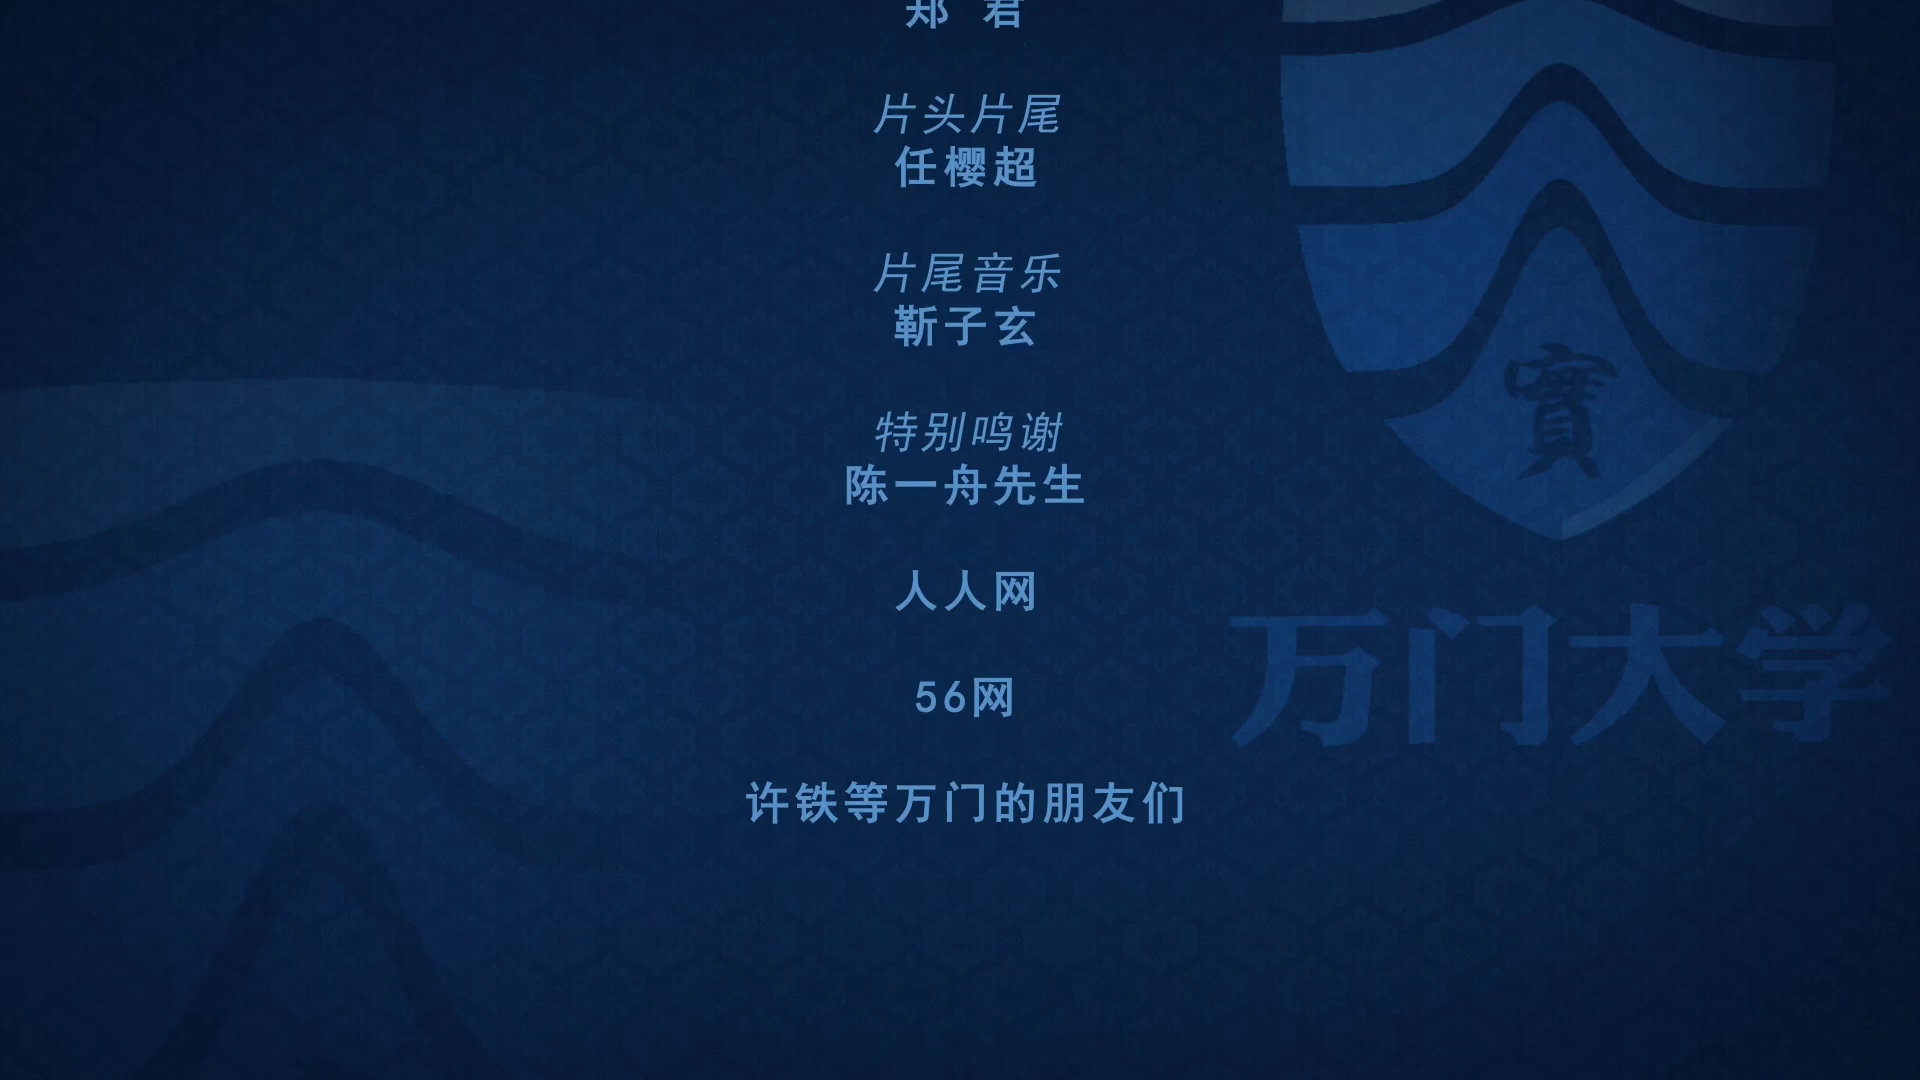 郑 君
片头片尾
任樱超
片尾音乐
靳子玄
特别鸣谢
陈一舟先生
人人网
56网
许铁等万门的朋友们
實
万门大学